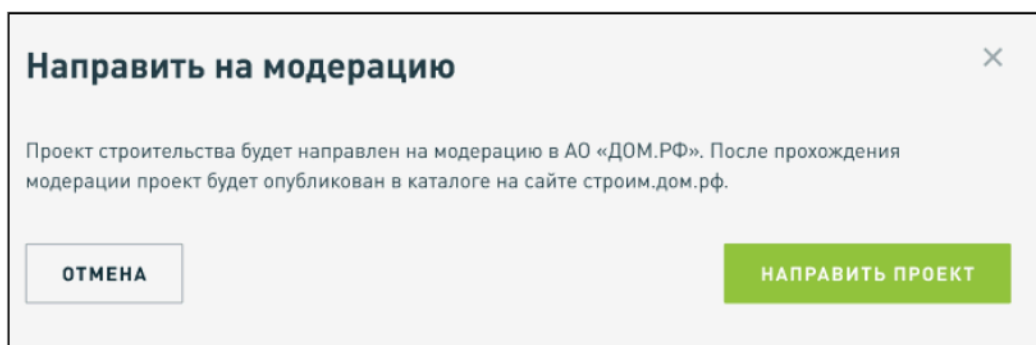 Направить на модерацию
Проект строительства будет направлен на модерацию в АО «ДОМ.РФ». После прохождения
модерации проект будет опубликован в каталоге на сайте строим.дом.рф.
ОТМЕНА
НАПРАВИТЬ ПРОЕКТ